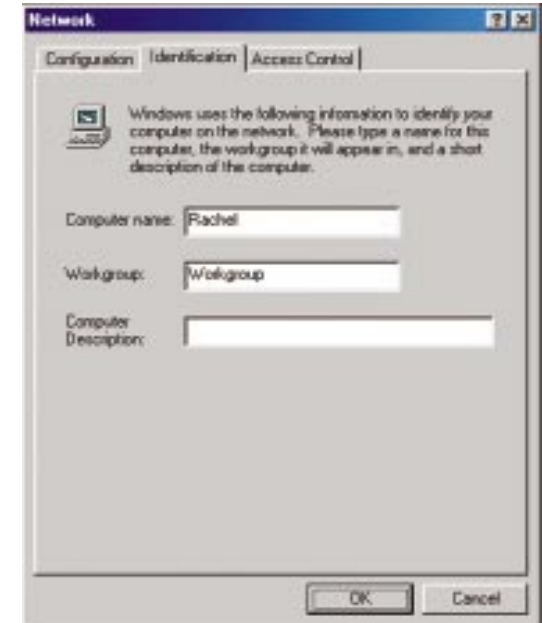 Network
Configuration Identification Access Control
Windows uses the following information to identify your
computer on the network. Please type a name for this
computer, the workgroup it will appear in, and a short
description of the computer.
Computer name: Rachel
Workgroup: Workgroup
Computer
Description:
OK Cancel